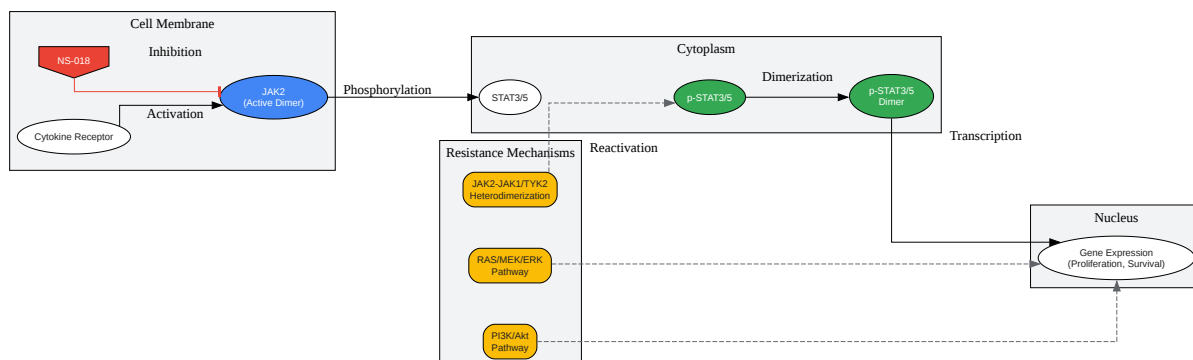 Cell Membrane
NS-018
Inhibition
JAK2
(Active Dimer)
Activation
Cytokine Receptor
Phosphorylation
Cytoplasm
STAT3/5
p-STAT3/5
Dimerization
p-STAT3/5
Dimer
Transcription
Resistance Mechanisms
Reactivation
JAK2-JAK1/TYK2
Heterodimerization
RAS/MEK/ERK
Pathway
PI3K/Akt
Pathway
Nucleus
Gene Expression
(Proliferation, Survival)